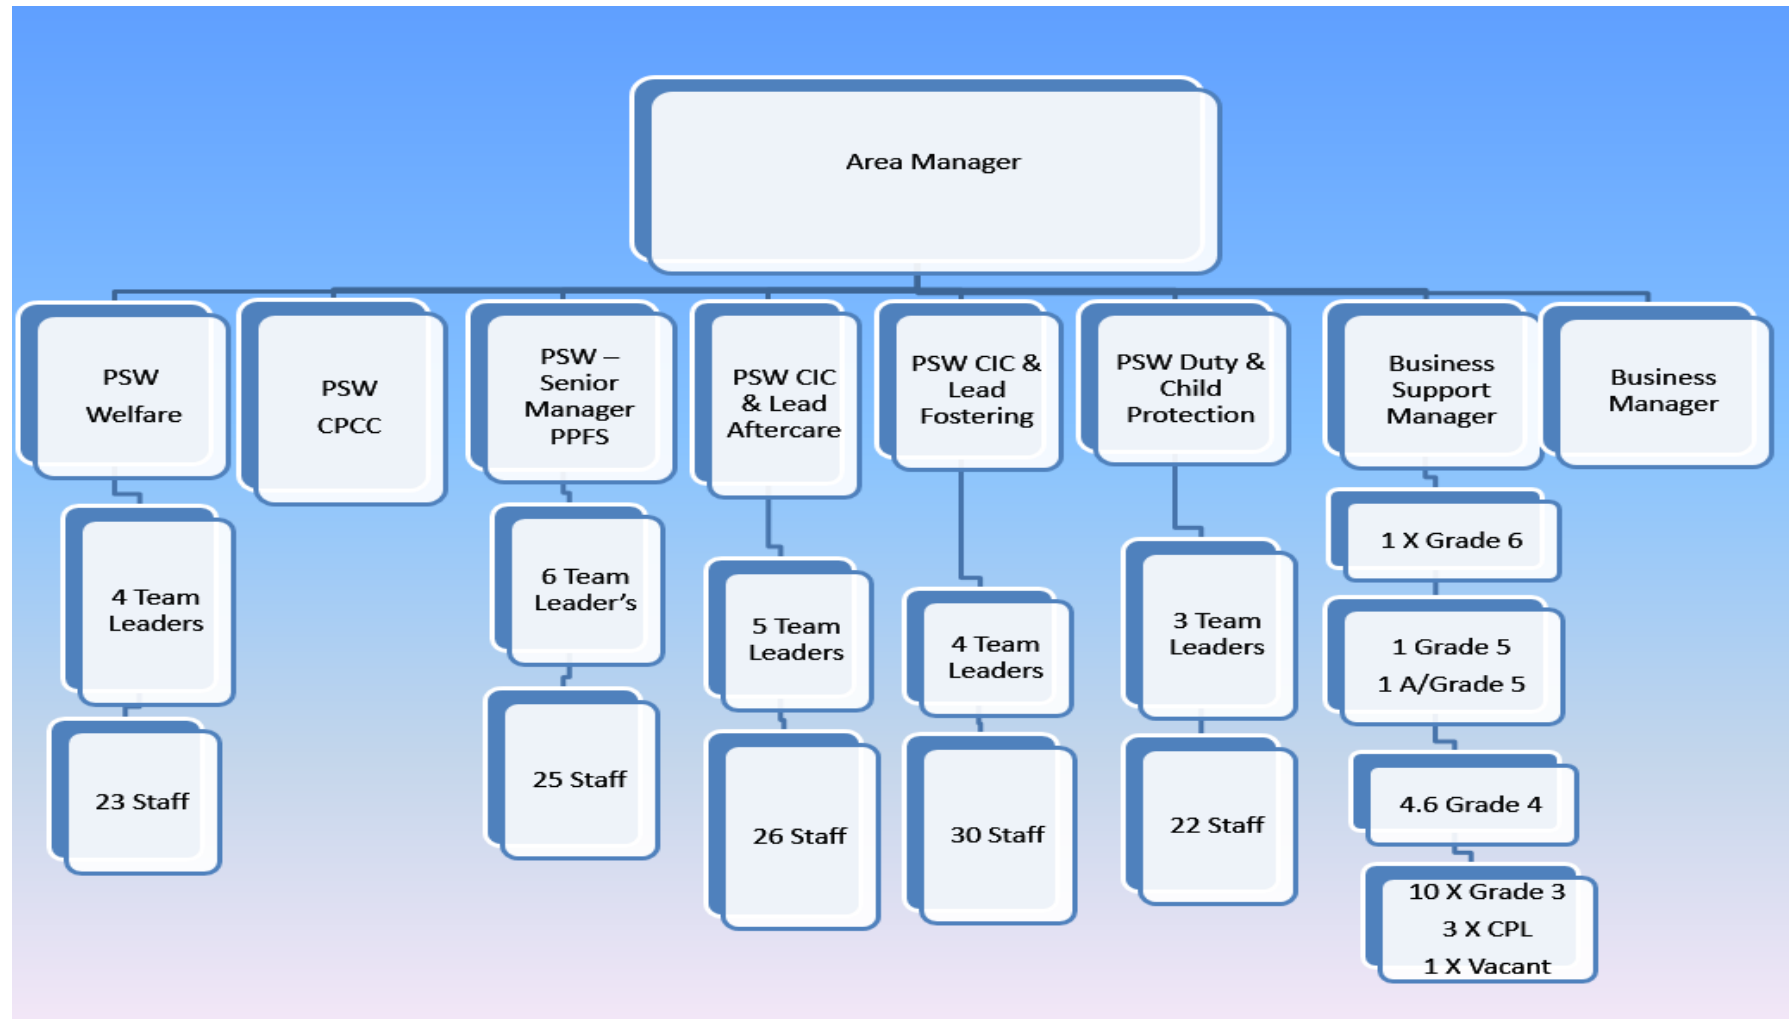 Area Manager
PSW
Welfare
PSW
CPCC
PSW –
Senior
Manager
PPFS
PSW CIC
& Lead
Aftercare
PSW CIC &
Lead
Fostering
PSW Duty &
Child
Protection
Business
Support
Manager
Business
Manager
4 Team
Leaders
6 Team
Leader’s
5 Team
Leaders
4 Team
Leaders
3 Team
Leaders
1 X Grade 6
1 Grade 5
1 A/Grade 5
23 Staff
25 Staff
26 Staff
30 Staff
22 Staff
4.6 Grade 4
10 X Grade 3
3 X CPL
1 X Vacant